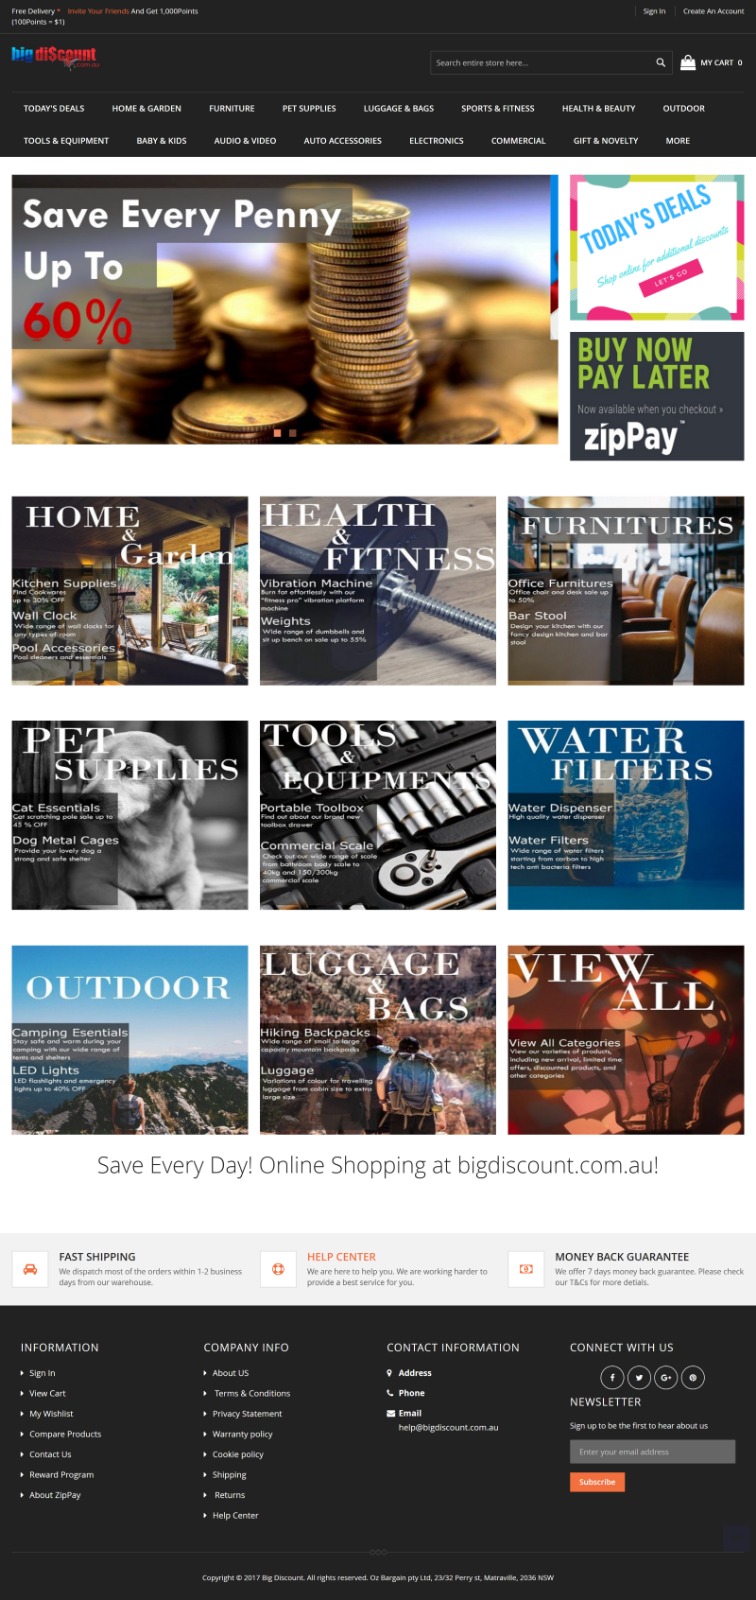 Free Delivery * Invite Your Friends And Get 1,000Points
(100Points = $1)
Sign In
Create An Account
big di$count
.com.au
Search entire store here...
MY CART 0
TODAY'S DEALS
HOME & GARDEN
FURNITURE
PET SUPPLIES
LUGGAGE & BAGS
SPORTS & FITNESS
HEALTH & BEAUTY
OUTDOOR
TOOLS & EQUIPMENT
BABY & KIDS
AUDIO & VIDEO
AUTO ACCESSORIES
ELECTRONICS
COMMERCIAL
GIFT & NOVELTY
MORE
Save Every Penny
Up To
60%
TODAY'S DEALS
Shop online for additional discounts
LET'S GO
BUY NOW
PAY LATER
Now available when you checkout »
zipPay™
HOME
&
Garden
Kitchen Supplies
Find Cookwares
up to 30% OFF
Wall Clock
Wide range of wall clocks for
any types of room
Pool Accessories
Pool cleaners and essentials
HEALTH
&
FITNESS
Vibration Machine
Burn fat effortlessly with our
"fitness pro" vibration platform
machine
Weights
Wide range of dumbbells and
sit up bench on sale up to 35%
FURNITURES
Office Furnitures
Office chair and desk sale up
to 50%
Bar Stool
Design your kitchen with our
fancy design kitchen and bar
stool
PET
SUPPLIES
Cat Essentials
Cat scratching pole sale up to
45 % OFF
Dog Metal Cages
Provide your lovely dog a
strong and safe shelter
TOOLS
&
EQUIPMENTS
Portable Toolbox
Find out about our brand new
toolbox drawer
Commercial Scale
Check out our wide range of scale
from bathroom body scale to
40kg and 150/300kg
commercial scale
WATER
FILTERS
Water Dispenser
High quality water dispenser
Water Filters
Wide range of water filters
starting from carbon to high
tech anti bacteria filters
OUTDOOR
Camping Esentials
Stay safe and warm during your
camping with our wide range of
tents and shelters
LED Lights
LED flashlights and emergency
lights up to 40% OFF
LUGGAGE
&
BAGS
Hiking Backpacks
Wide range of small to large
capacity mountain backpacks
Luggage
Variations of colour for travelling
luggage from cabin size to extra
large size
VIEW
ALL
View All Categories
View our varieties of products,
including new arrival, limited time
offers, discounted products, and
other categories
Save Every Day! Online Shopping at bigdiscount.com.au!
FAST SHIPPING
We dispatch most of the orders within 1-2 business
days from our warehouse.
HELP CENTER
We are here to help you. We are working harder to
provide a best service for you.
MONEY BACK GUARANTEE
We offer 7 days money back guarantee. Please check
our T&Cs for more detials.
INFORMATION
Sign In
View Cart
My Wishlist
Compare Products
Contact Us
Reward Program
About ZipPay
COMPANY INFO
About US
Terms & Conditions
Privacy Statement
Warranty policy
Cookie policy
Shipping
Returns
Help Center
CONTACT INFORMATION
Address
Phone
Email
help@bigdiscount.com.au
CONNECT WITH US
NEWSLETTER
Sign up to be the first to hear about us
Enter your email address
Subscribe
Copyright © 2017 Big Discount. All rights reserved. Oz Bargain pty Ltd, 23/32 Perry st, Matraville, 2036 NSW